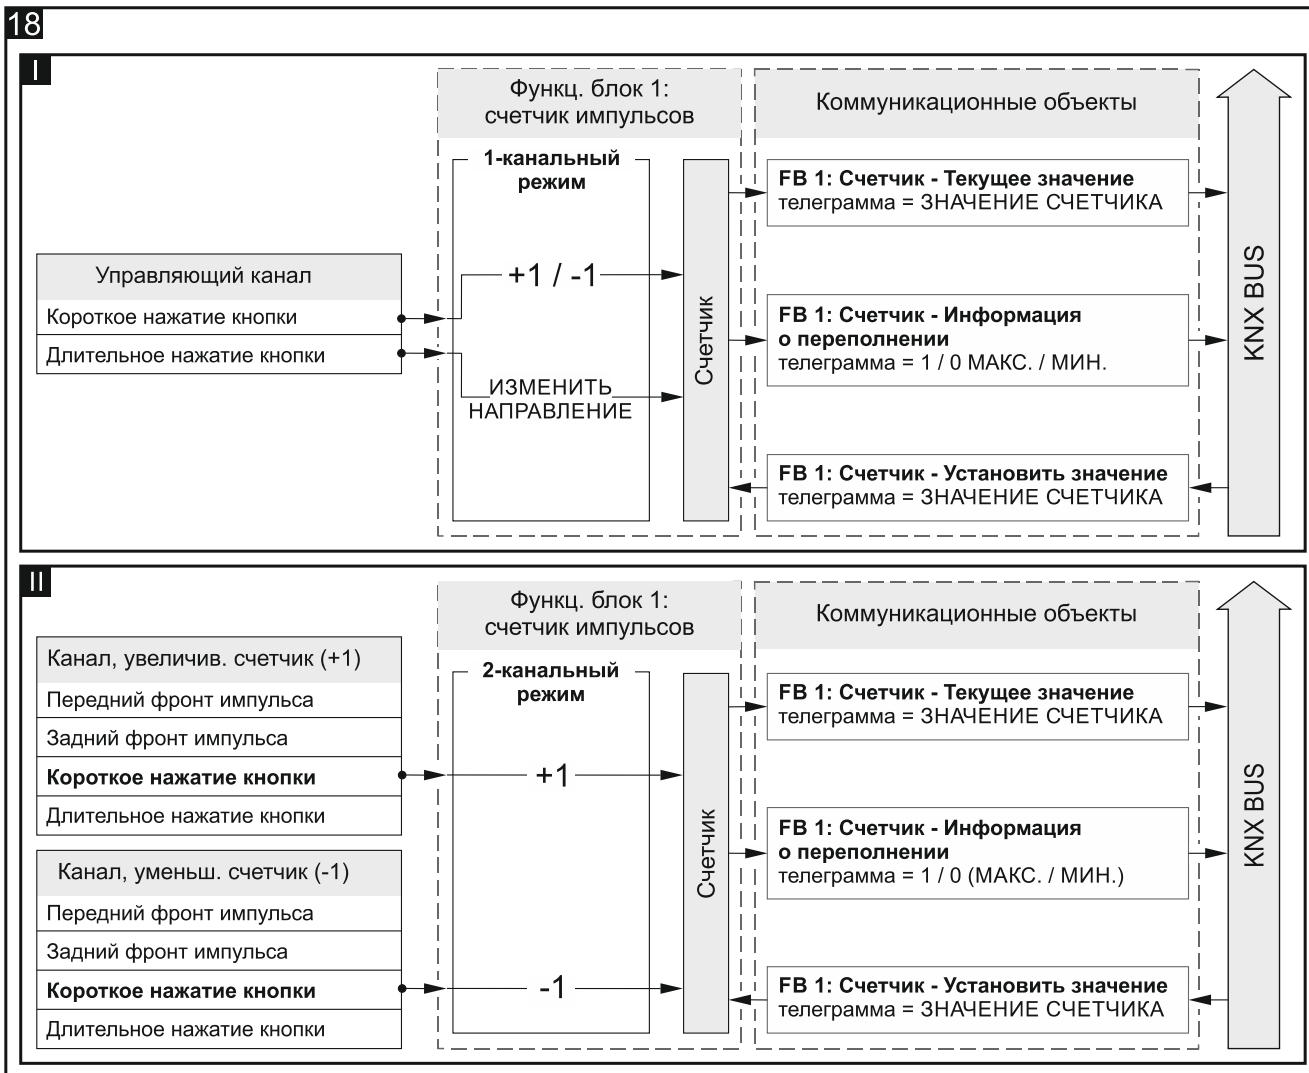 18
I
Функц. блок 1:
счетчик импульсов
Коммуникационные объекты
1-канальный
режим
FB 1: Счетчик - Текущее значение
телеграмма = ЗНАЧЕНИЕ СЧЕТЧИКА
Управляющий канал
Короткое нажатие кнопки
Длительное нажатие кнопки
+1 / -1
ИЗМЕНИТЬ
НАПРАВЛЕНИЕ
Счетчик
FB 1: Счетчик - Информация
о переполнении
телеграмма = 1 / 0 МАКС. / МИН.
FB 1: Счетчик - Установить значение
телеграмма = ЗНАЧЕНИЕ СЧЕТЧИКА
KNX BUS
II
Функц. блок 1:
счетчик импульсов
Коммуникационные объекты
Канал, увеличив. счетчик (+1)
Передний фронт импульса
Задний фронт импульса
Короткое нажатие кнопки
Длительное нажатие кнопки
Канал, уменьш. счетчик (-1)
Передний фронт импульса
Задний фронт импульса
Короткое нажатие кнопки
Длительное нажатие кнопки
2-канальный
режим
+1
-1
Счетчик
FB 1: Счетчик - Текущее значение
телеграмма = ЗНАЧЕНИЕ СЧЕТЧИКА
FB 1: Счетчик - Информация
о переполнении
телеграмма = 1 / 0 (МАКС. / МИН.)
FB 1: Счетчик - Установить значение
телеграмма = ЗНАЧЕНИЕ СЧЕТЧИКА
KNX BUS